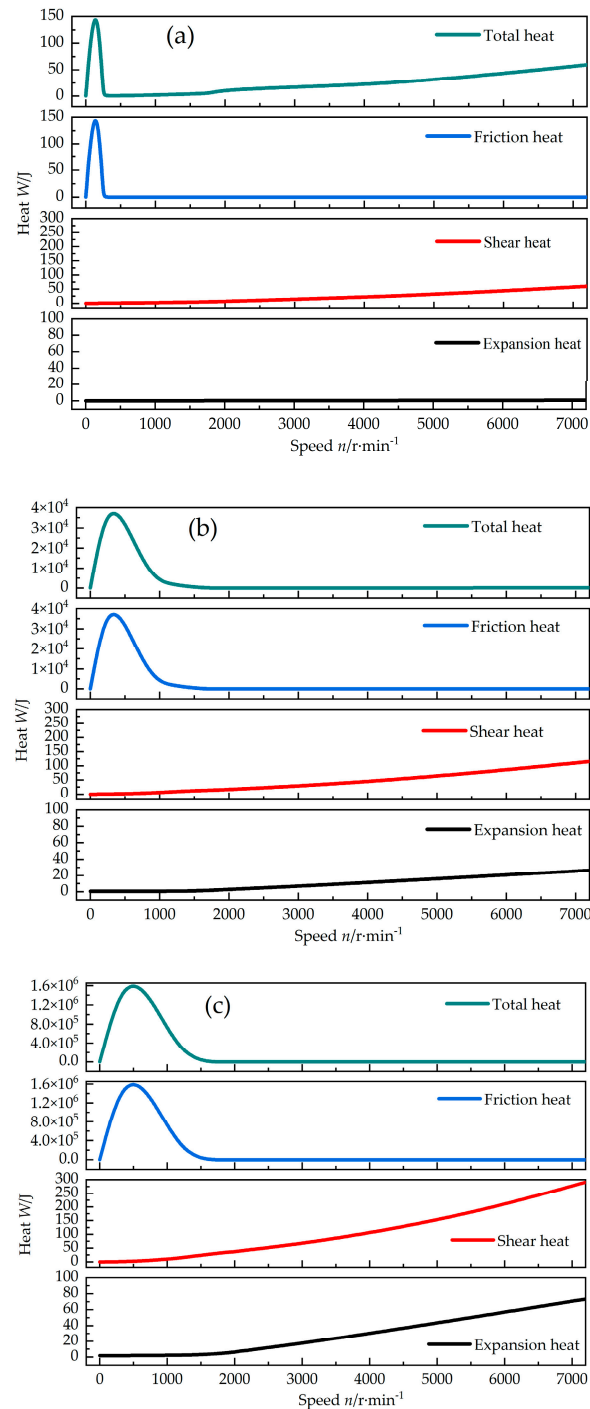 (a)
150
100
50
0
Total heat
150
100
50
0
Friction heat
Heat W/J
300
250
200
150
100
50
0
Shear heat
100
80
60
40
20
0
Expansion heat
0 1000 2000 3000 4000 5000 6000 7000
Speed n/r·min⁻¹
(b)
4×10⁴
3×10⁴
2×10⁴
1×10⁴
0
Total heat
4×10⁴
3×10⁴
2×10⁴
1×10⁴
0
Friction heat
Heat W/J
300
250
200
150
100
50
0
Shear heat
100
80
60
40
20
0
Expansion heat
0 1000 2000 3000 4000 5000 6000 7000
Speed n/r·min⁻¹
(c)
1.6×10⁶
1.2×10⁶
8.0×10⁵
4.0×10⁵
0.0
Total heat
1.6×10⁶
1.2×10⁶
8.0×10⁵
4.0×10⁵
0.0
Friction heat
Heat W/J
300
250
200
150
100
50
0
Shear heat
100
80
60
40
20
0
Expansion heat
0 1000 2000 3000 4000 5000 6000 7000
Speed n/r·min⁻¹